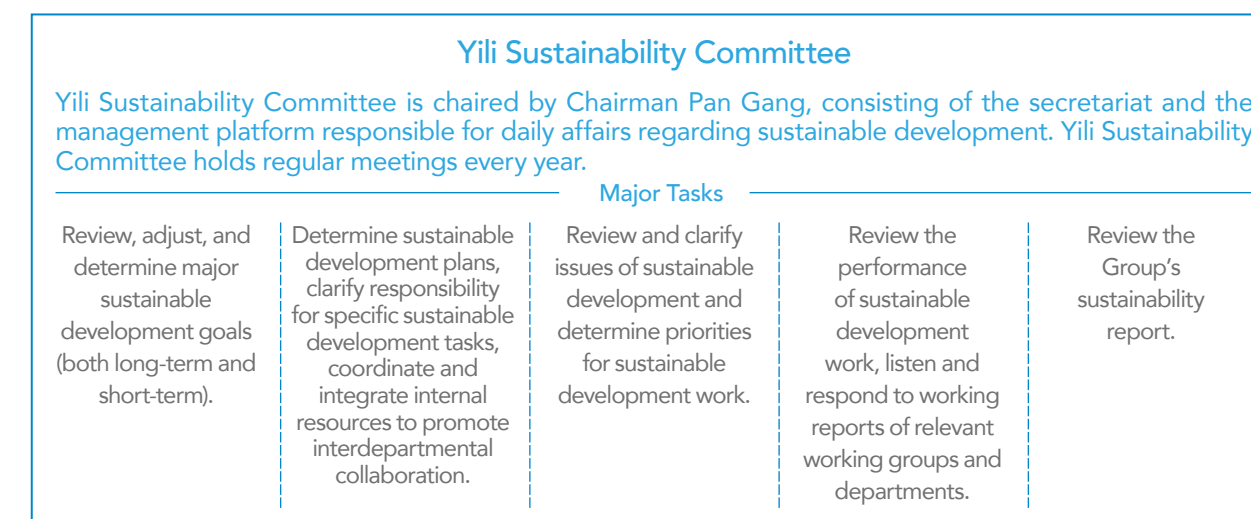 Yili Sustainability Committee
Yili Sustainability Committee is chaired by Chairman Pan Gang, consisting of the secretariat and the
management platform responsible for daily affairs regarding sustainable development. Yili Sustainability
Committee holds regular meetings every year.
Major Tasks
Review, adjust, and
determine major
sustainable
development goals
(both long-term and
short-term).
Determine sustainable
development plans,
clarify responsibility
for specific sustainable
development tasks,
coordinate and
integrate internal
resources to promote
interdepartmental
collaboration.
Review and clarify
issues of sustainable
development and
determine priorities
for sustainable
development work.
Review the
performance
of sustainable
development
work, listen and
respond to working
reports of relevant
working groups and
departments.
Review the
Group's
sustainability
report.